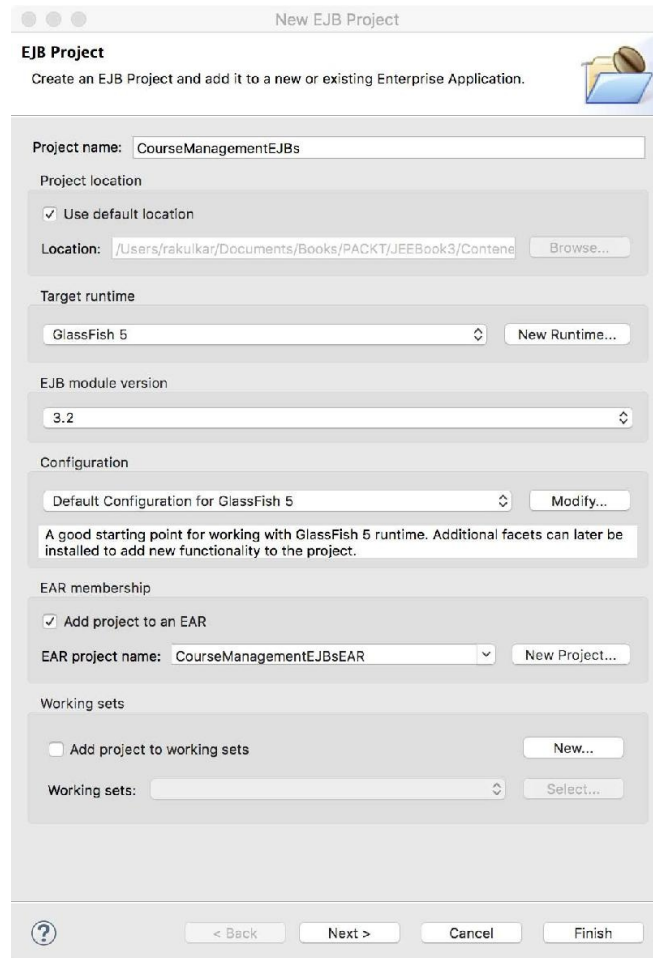 New EJB Project
EJB Project
Create an EJB Project and add it to a new or existing Enterprise Application.
Project name: CourseManagementEJBs
Project location
Use default location
Location: /Users/rakulkar/Documents/Books/PACKT/JEEBook3/Contene Browse...
Target runtime
GlassFish 5 New Runtime...
EJB module version
3.2
Configuration
Default Configuration for GlassFish 5 Modify...
A good starting point for working with GlassFish 5 runtime. Additional facets can later be
installed to add new functionality to the project.
EAR membership
Add project to an EAR
EAR project name: CourseManagementEJBsEAR New Project...
Working sets
Add project to working sets New...
Working sets: Select...
? < Back Next > Cancel Finish